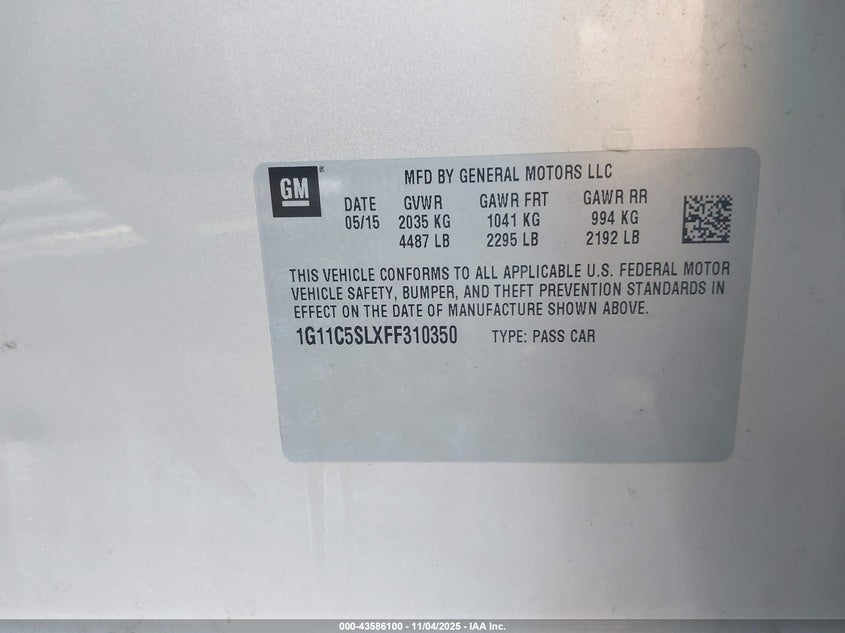 GM ®
MFD BY GENERAL MOTORS LLC
DATE GVWR GAWR FRT GAWR RR
05/15 2035 KG 1041 KG 994 KG
4487 LB 2295 LB 2192 LB
THIS VEHICLE CONFORMS TO ALL APPLICABLE U.S. FEDERAL MOTOR
VEHICLE SAFETY, BUMPER, AND THEFT PREVENTION STANDARDS IN
EFFECT ON THE DATE OF MANUFACTURE SHOWN ABOVE.
1G11C5SLXFF310350 TYPE: PASS CAR
000-43586100 - 11/04/2025 - IAA Inc.